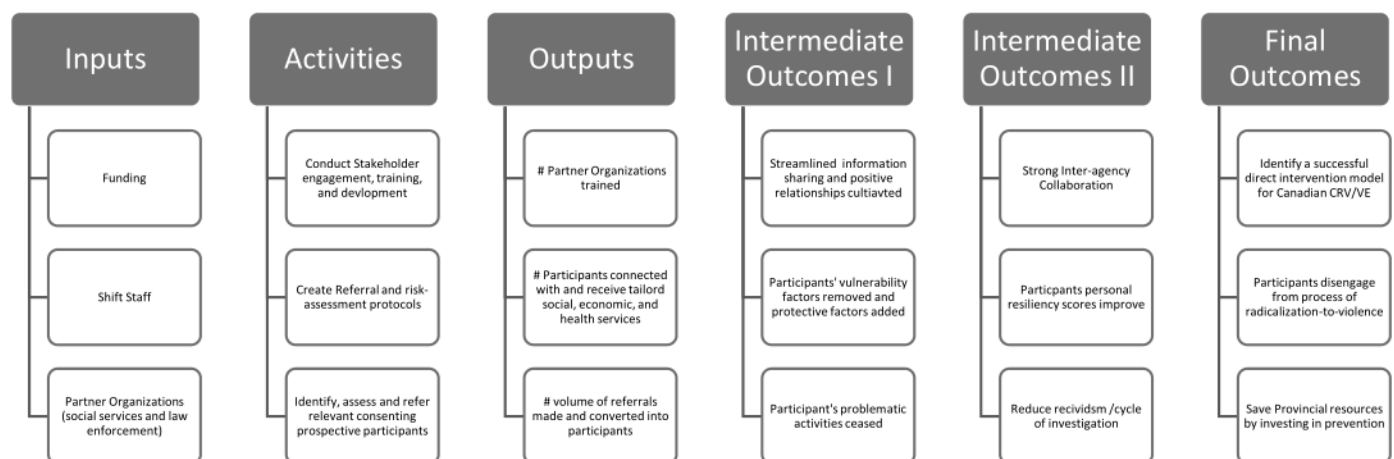 Inputs
Funding
Shift Staff
Partner Organizations
(social services and law
enforcement)
Activities
Conduct Stakeholder
engagement, training,
and devlopment
Create Referral and risk-
assessment protocols
Identify, assess and refer
relevant consenting
prospective participants
Outputs
# Partner Organizations
trained
# Participants connected
with and receive tailord
social, economic, and
health services
# volume of referrals
made and converted into
participants
Intermediate
Outcomes I
Streamlined information
sharing and positive
relationships cultiavted
Participants' vulnerability
factors removed and
protective factors added
Participant's problematic
activities ceased
Intermediate
Outcomes II
Strong Inter-agency
Collaboration
Particpants personal
resiliency scores improve
Reduce recividsm /cycle
of investigation
Final
Outcomes
Identify a successful
direct intervention model
for Canadian CRV/VE
Participants disengage
from process of
radicalization-to-violence
Save Provincial resources
by investing in prevention